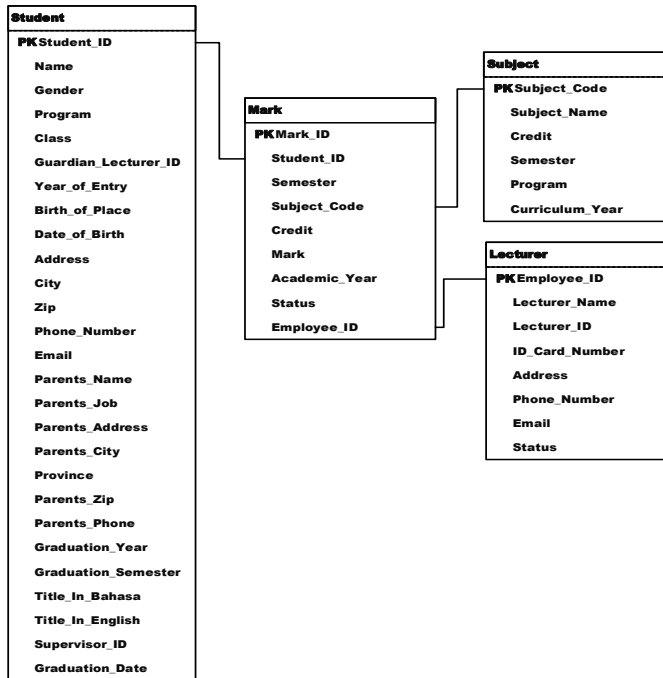 Student
PK Student_ID
Name
Gender
Program
Class
Guardian_Lecturer_ID
Year_of_Entry
Birth_of_Place
Date_of_Birth
Address
City
Zip
Phone_Number
Email
Parents_Name
Parents_Job
Parents_Address
Parents_City
Province
Parents_Zip
Parents_Phone
Graduation_Year
Graduation_Semester
Title_In_Bahasa
Title_In_English
Supervisor_ID
Graduation_Date
Mark
PK Mark_ID
Student_ID
Semester
Subject_Code
Credit
Mark
Academic_Year
Status
Employee_ID
Subject
PK Subject_Code
Subject_Name
Credit
Semester
Program
Curriculum_Year
Lecturer
PK Employee_ID
Lecturer_Name
Lecturer_ID
ID_Card_Number
Address
Phone_Number
Email
Status